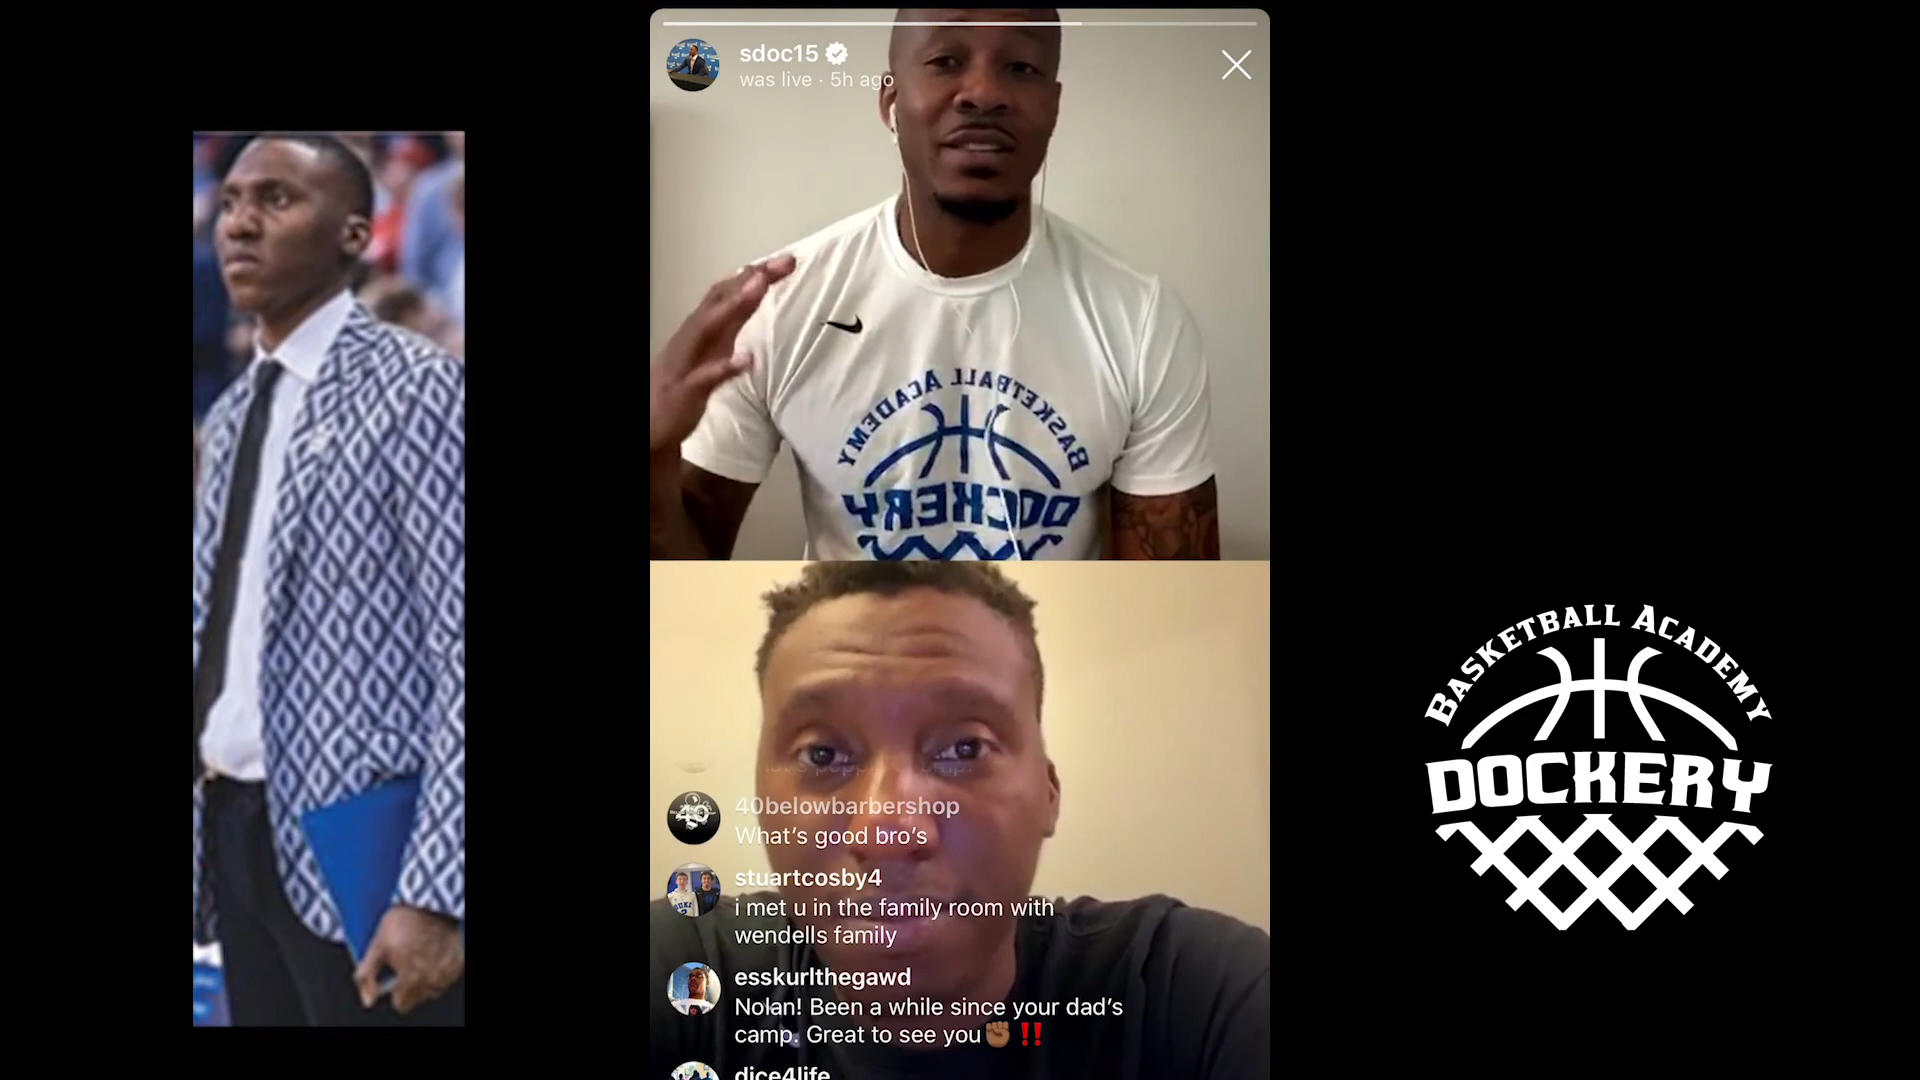 sdoc15
was live · 5h ago
BASKETBALL ACADEMY
DOCKERY
40belowbarbershop
What’s good bro’s
stuartcosby4
i met u in the family room with
wendells family
esskurlthegawd
Nolan! Been a while since your dad’s
camp. Great to see you✊🏾 ‼️
dice4life
BASKETBALL ACADEMY
DOCKERY